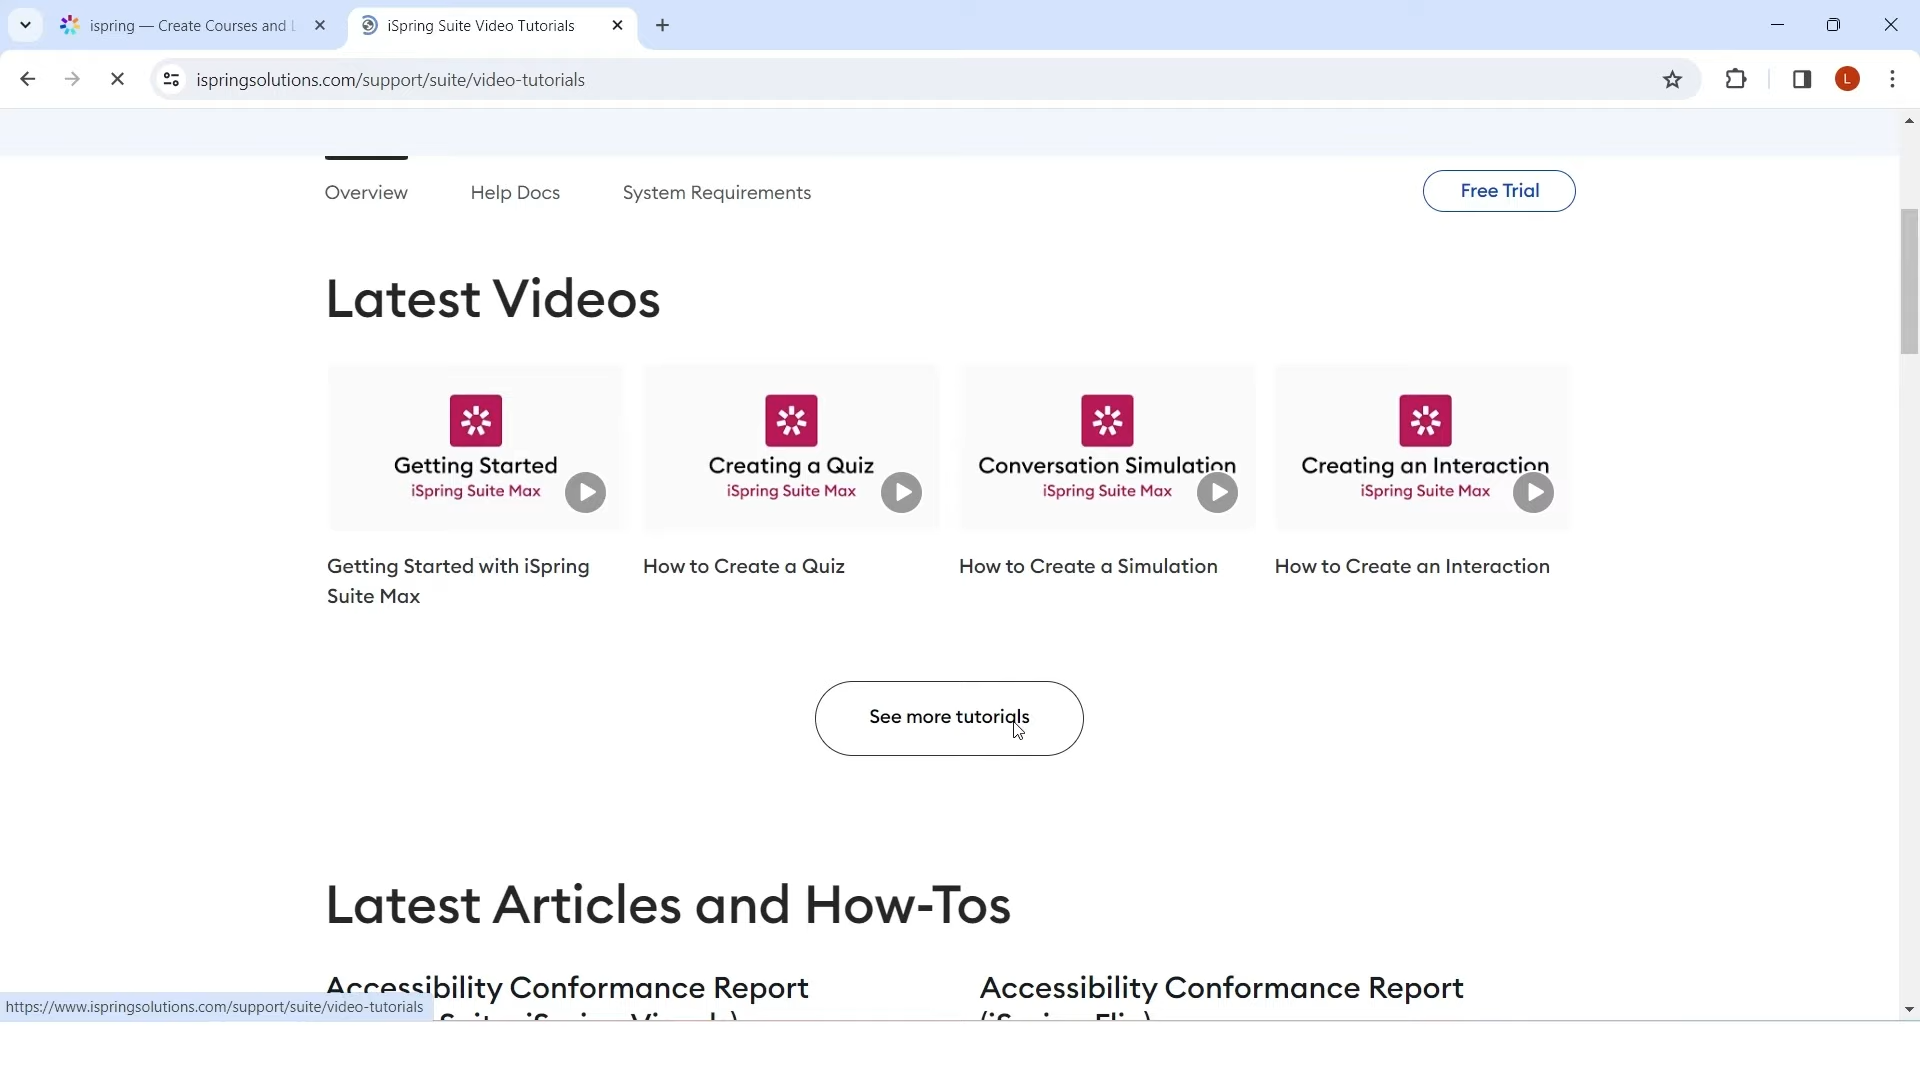 ispring — Create Courses and L
iSpring Suite Video Tutorials
ispringsolutions.com/support/suite/video-tutorials
L
Overview
Help Docs
System Requirements
Free Trial
Latest Videos
Getting Started
iSpring Suite Max
Creating a Quiz
iSpring Suite Max
Conversation Simulation
iSpring Suite Max
Creating an Interaction
iSpring Suite Max
Getting Started with iSpring
Suite Max
How to Create a Quiz
How to Create a Simulation
How to Create an Interaction
See more tutorials
Latest Articles and How-Tos
Accessibility Conformance Report
Accessibility Conformance Report
https://www.ispringsolutions.com/support/suite/video-tutorials